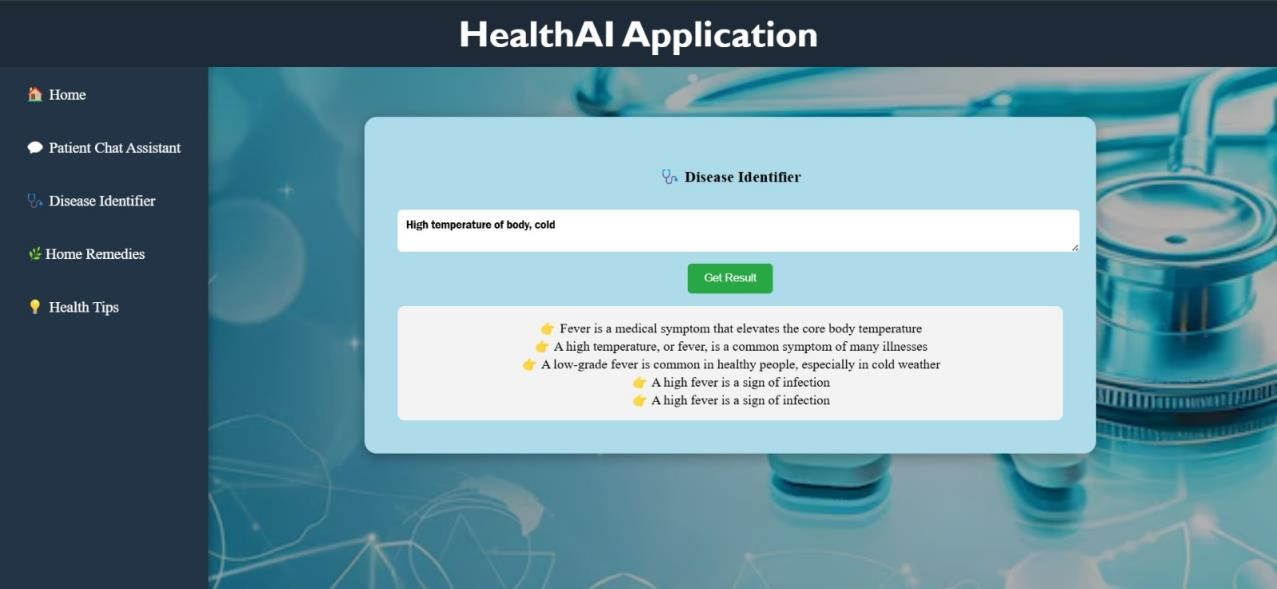 HealthAI Application
🏠 Home
💬 Patient Chat Assistant
🩺 Disease Identifier
🌿 Home Remedies
💡 Health Tips
🩺 Disease Identifier
High temperature of body, cold
Get Result
👉 Fever is a medical symptom that elevates the core body temperature
👉 A high temperature, or fever, is a common symptom of many illnesses
👉 A low-grade fever is common in healthy people, especially in cold weather
👉 A high fever is a sign of infection
👉 A high fever is a sign of infection